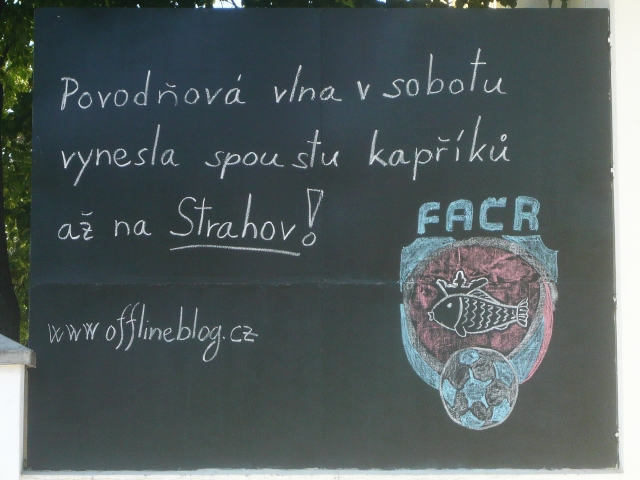 Povodňová vlna v sobotu
vynesla spoustu kapříků
až na Strahov!
FAČR
www.offlineblog.cz